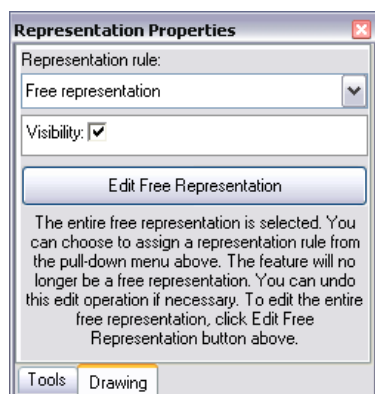 Representation Properties
Representation rule:
Free representation
Visibility:
Edit Free Representation
The entire free representation is selected. You
can choose to assign a representation rule from
the pull-down menu above. The feature will no
longer be a free representation. You can undo
this edit operation if necessary. To edit the entire
free representation, click Edit Free
Representation button above.
Tools Drawing